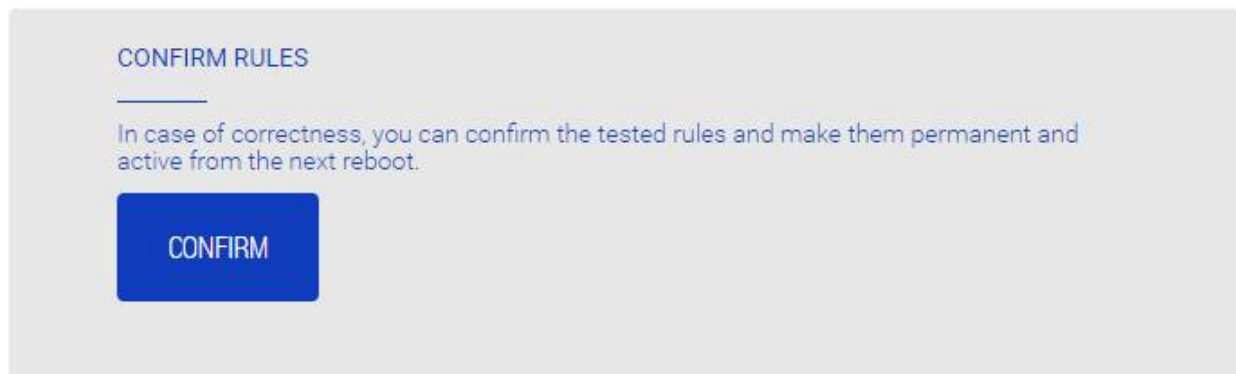 CONFIRM RULES
In case of correctness, you can confirm the tested rules and make them permanent and
active from the next reboot.
CONFIRM